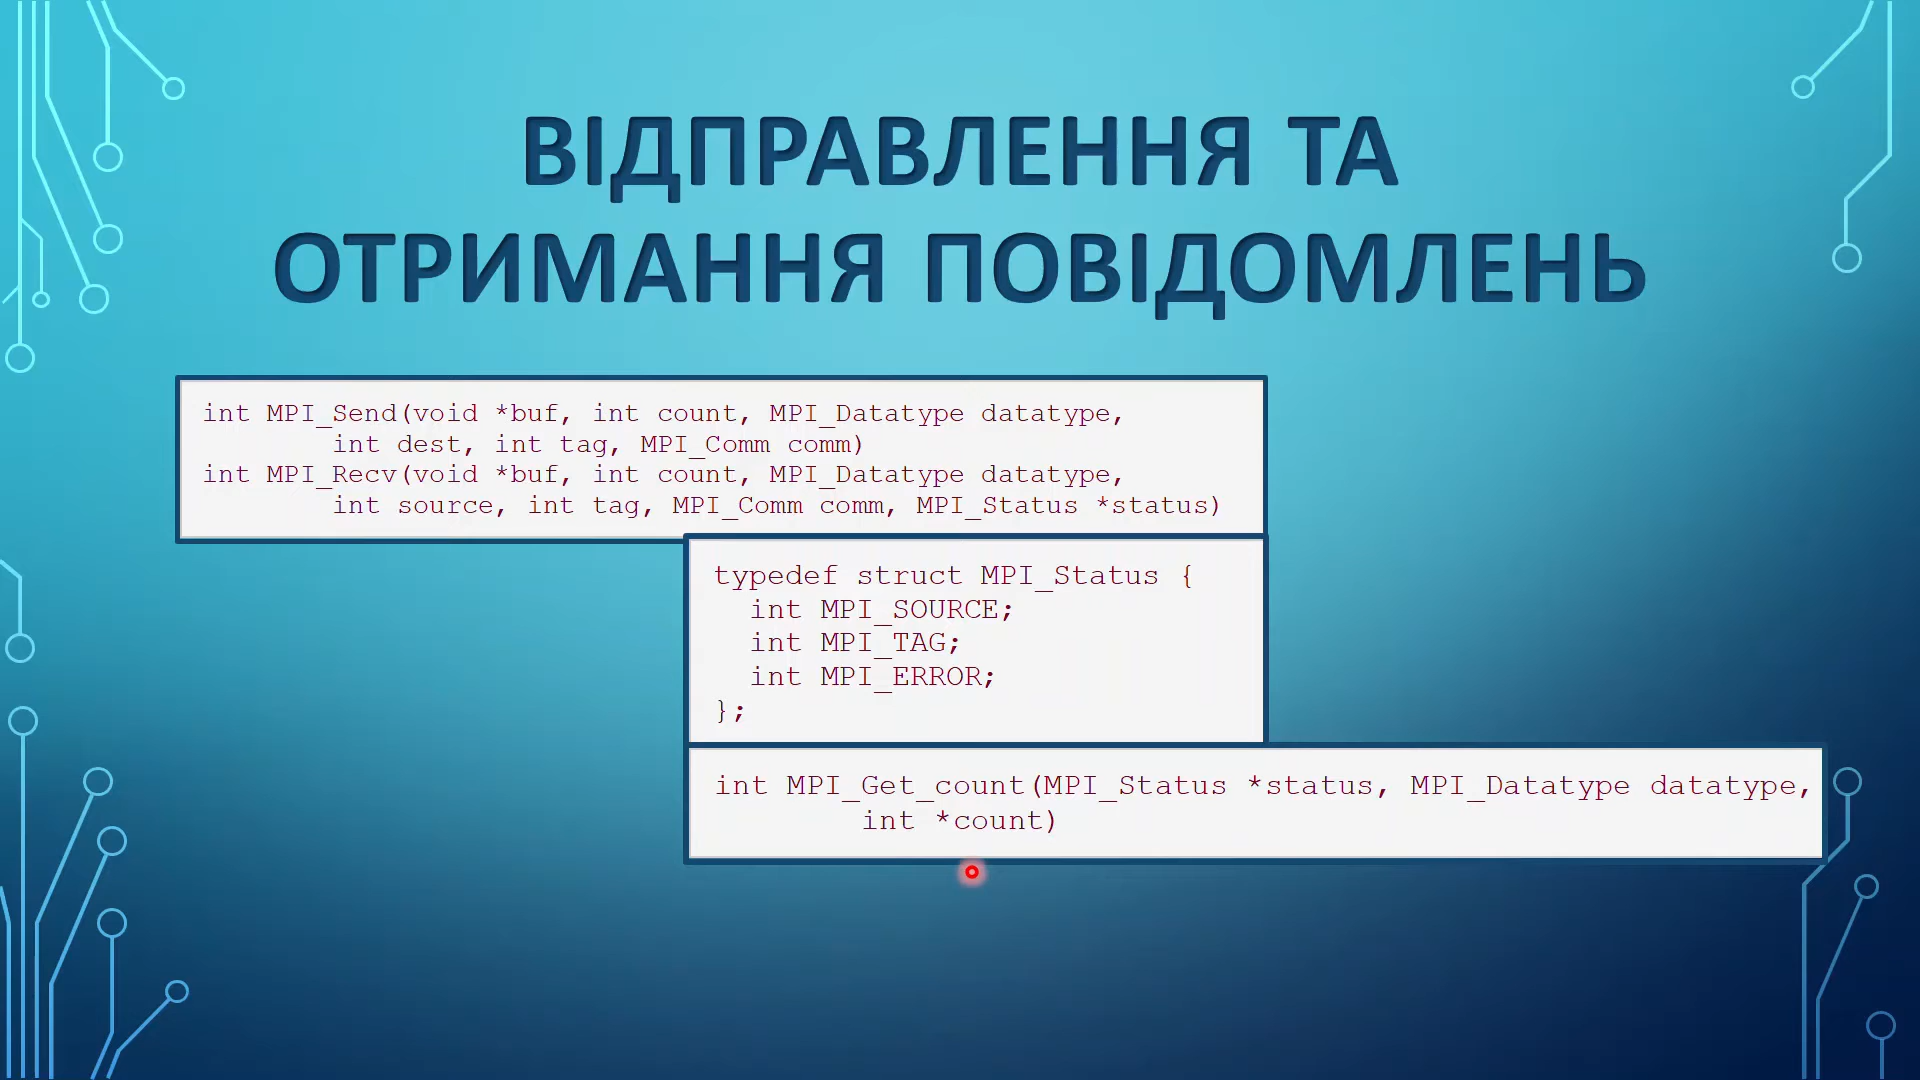 ВІДПРАВЛЕННЯ ТА
ОТРИМАННЯ ПОВІДОМЛЕНЬ
int MPI_Send(void *buf, int count, MPI_Datatype datatype,
int dest, int tag, MPI_Comm comm)
int MPI_Recv(void *buf, int count, MPI_Datatype datatype,
int source, int tag, MPI_Comm comm, MPI_Status *status)
typedef struct MPI_Status {
int MPI_SOURCE;
int MPI_TAG;
int MPI_ERROR;
};
int MPI_Get_count(MPI_Status *status, MPI_Datatype datatype,
int *count)